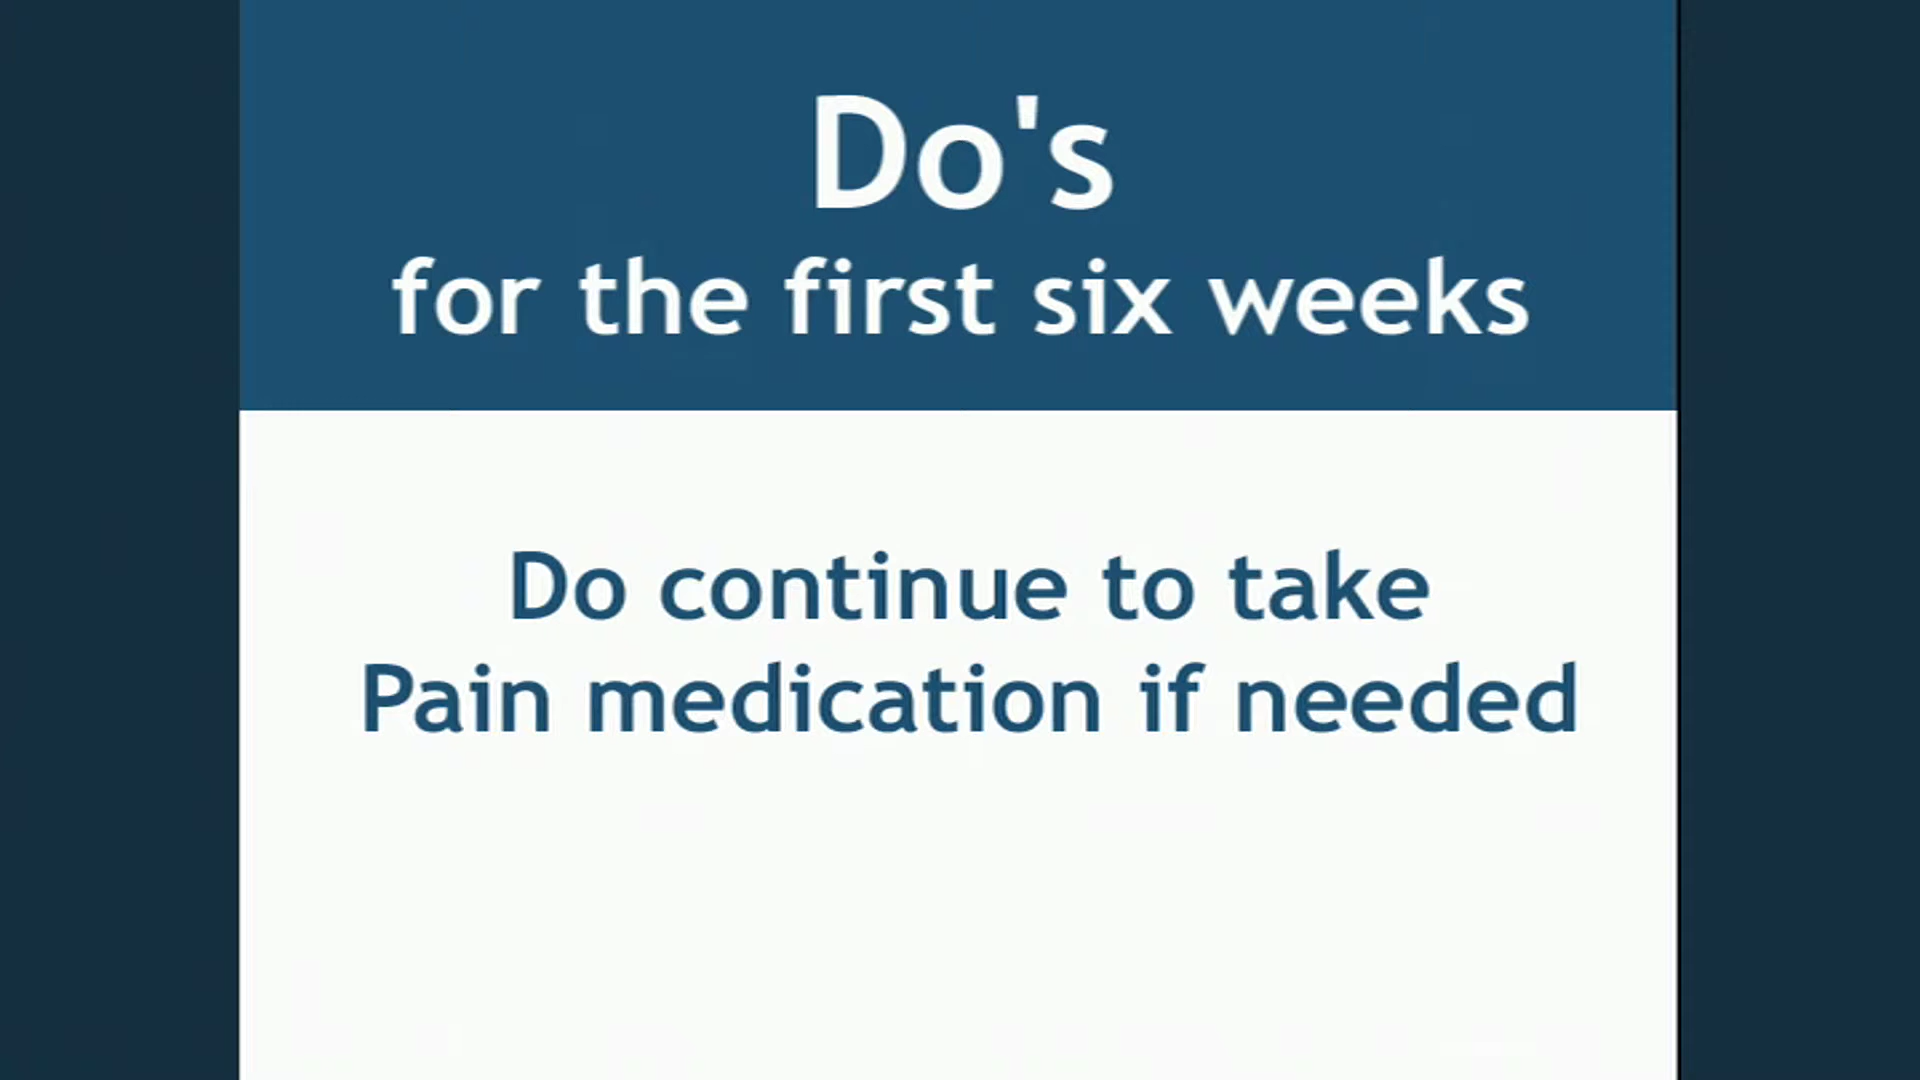 Do's
for the first six weeks
Do continue to take
Pain medication if needed